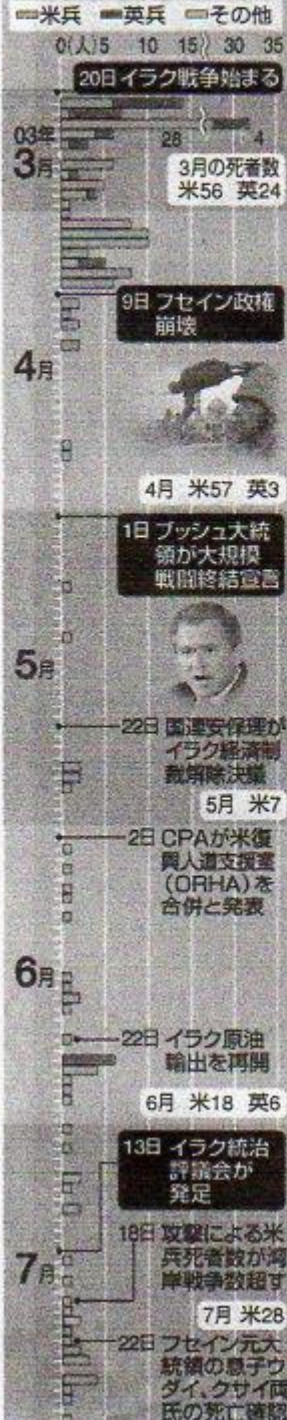 米兵 英兵 その他
0(人)5 10 15 30 35
20日 イラク戦争始まる
03年
3月
28 4
3月の死者数
米56 英24
9日 フセイン政権
崩壊
4月
4月 米57 英3
1日 ブッシュ大統
領が大規模
戦闘終結宣言
5月
22日 国連安保理が
イラク経済制
裁解除決議
5月 米7
2日 CPAが米復
興人道支援室
(ORHA)を
合併と発表
6月
22日 イラク原油
輸出を再開
6月 米18 英6
13日 イラク統治
評議会が
発足
18日 攻撃による米
兵死者数が湾
岸戦争数超す
7月
7月 米28
22日 フセイン元大
統領の息子ウ
ダイ、クサイ両
氏の死亡確認